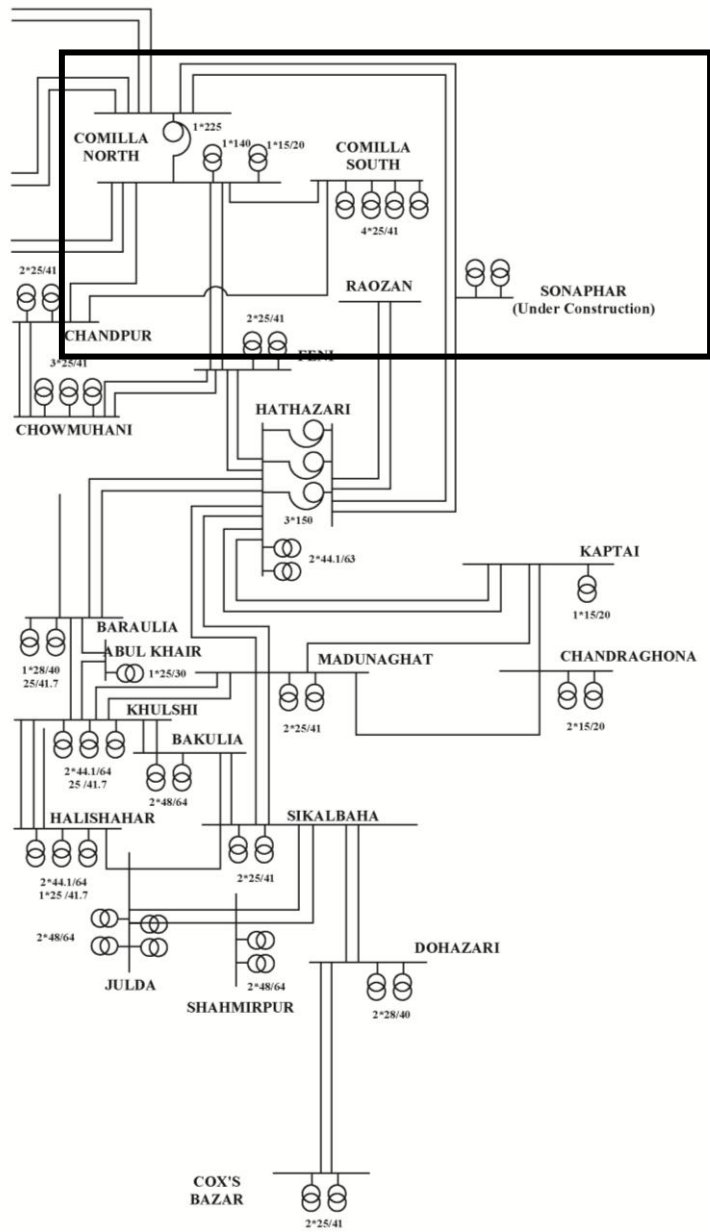 1*225
COMILLA
NORTH
1*140
1*15/20
COMILLA
SOUTH
4*25/41
2*25/41
RAOZAN
SONAPHAR
(Under Construction)
CHANDPUR
2*25/41
FENI
3*25/41
CHOWMUHANI
HATHAZARI
3*150
2*44.1/63
KAPTAI
1*15/20
BARAULIA
1*28/40
25/41.7
ABUL KHAIR
1*25/30
MADUNAGHAT
2*25/41
CHANDRAGHONA
2*15/20
KHULSHI
2*44.1/64
25 /41.7
BAKULIA
2*48/64
HALISHAHAR
2*44.1/64
1*25 /41.7
SIKALBAHA
2*25/41
2*48/64
JULDA
2*48/64
SHAHMIRPUR
DOHAZARI
2*28/40
COX'S
BAZAR
2*25/41